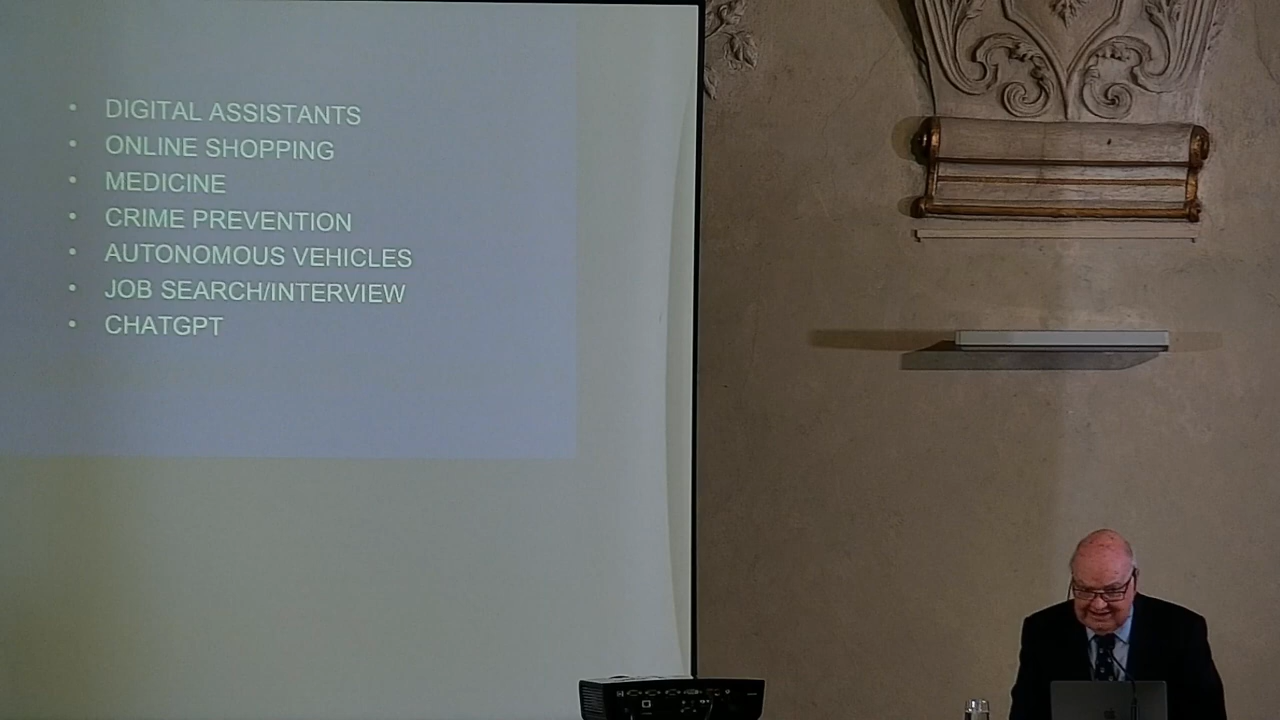 • DIGITAL ASSISTANTS
• ONLINE SHOPPING
• MEDICINE
• CRIME PREVENTION
• AUTONOMOUS VEHICLES
• JOB SEARCH/INTERVIEW
• CHATGPT